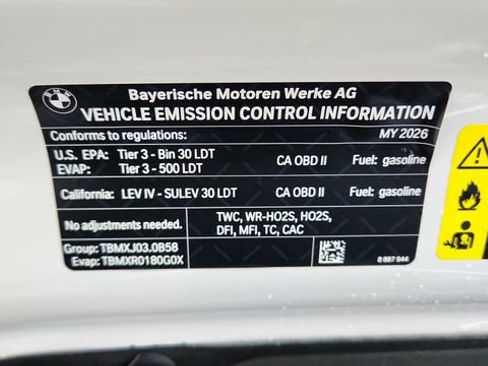 BMW
Bayerische Motoren Werke AG
VEHICLE EMISSION CONTROL INFORMATION
Conforms to regulations: MY 2026
U.S. EPA: Tier 3 - Bin 30 LDT CA OBD II Fuel: gasoline
EVAP: Tier 3 - 500 LDT
California: LEV IV - SULEV 30 LDT CA OBD II Fuel: gasoline
No adjustments needed.
TWC, WR-HO2S, HO2S,
DFI, MFI, TC, CAC
Group: TBMXJ03.0B58
Evap: TBMXR0180G0X
8 887 944